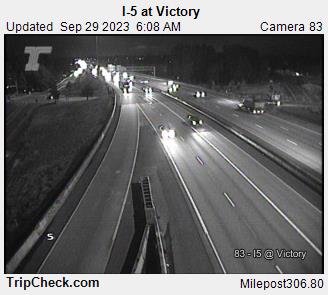 I-5 at Victory
Updated Sep 29 2023 6:08 AM Camera 83
T
S
83 - I5 @ Victory
TripCheck.com Milepost306.80